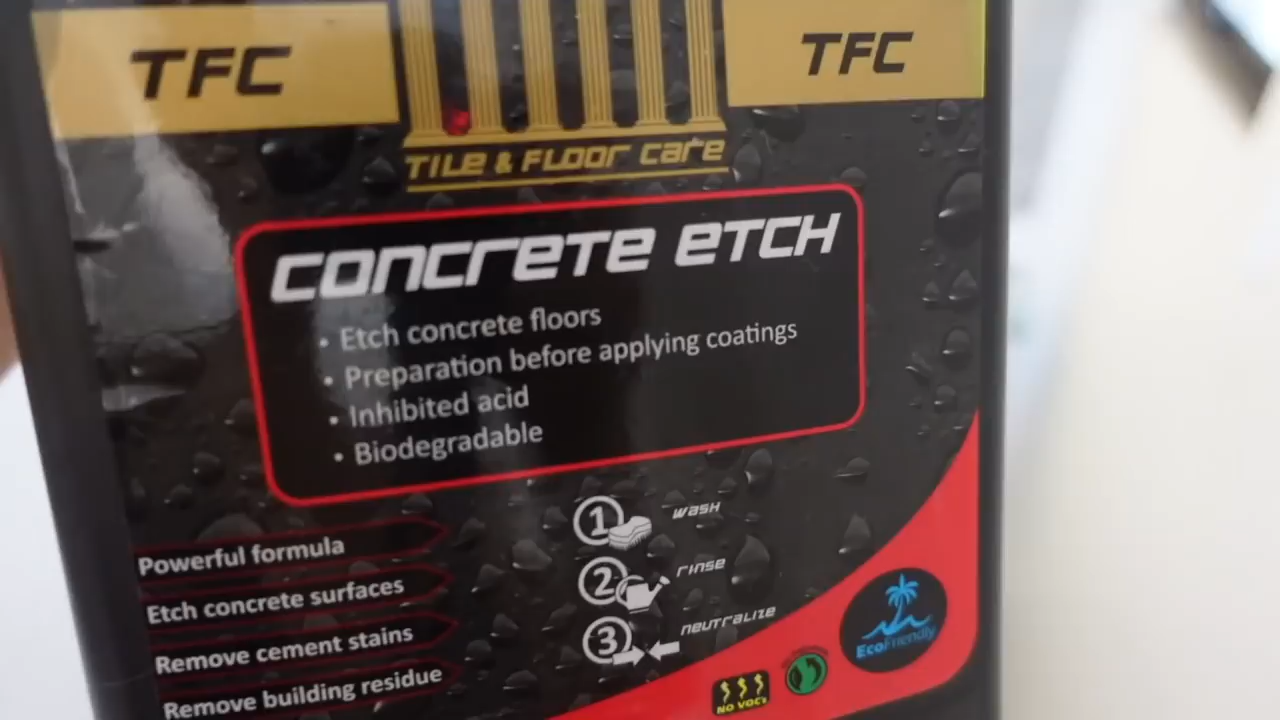 TFC
TFC
TILE & FLOOR CARE
CONCRETE ETCH
• Etch concrete floors
• Preparation before applying coatings
• Inhibited acid
• Biodegradable
Powerful formula
Etch concrete surfaces
Remove cement stains
Remove building residue
1 WASH
2 RINSE
3 NEUTRALIZE
NO VOCs
EcoFriendly